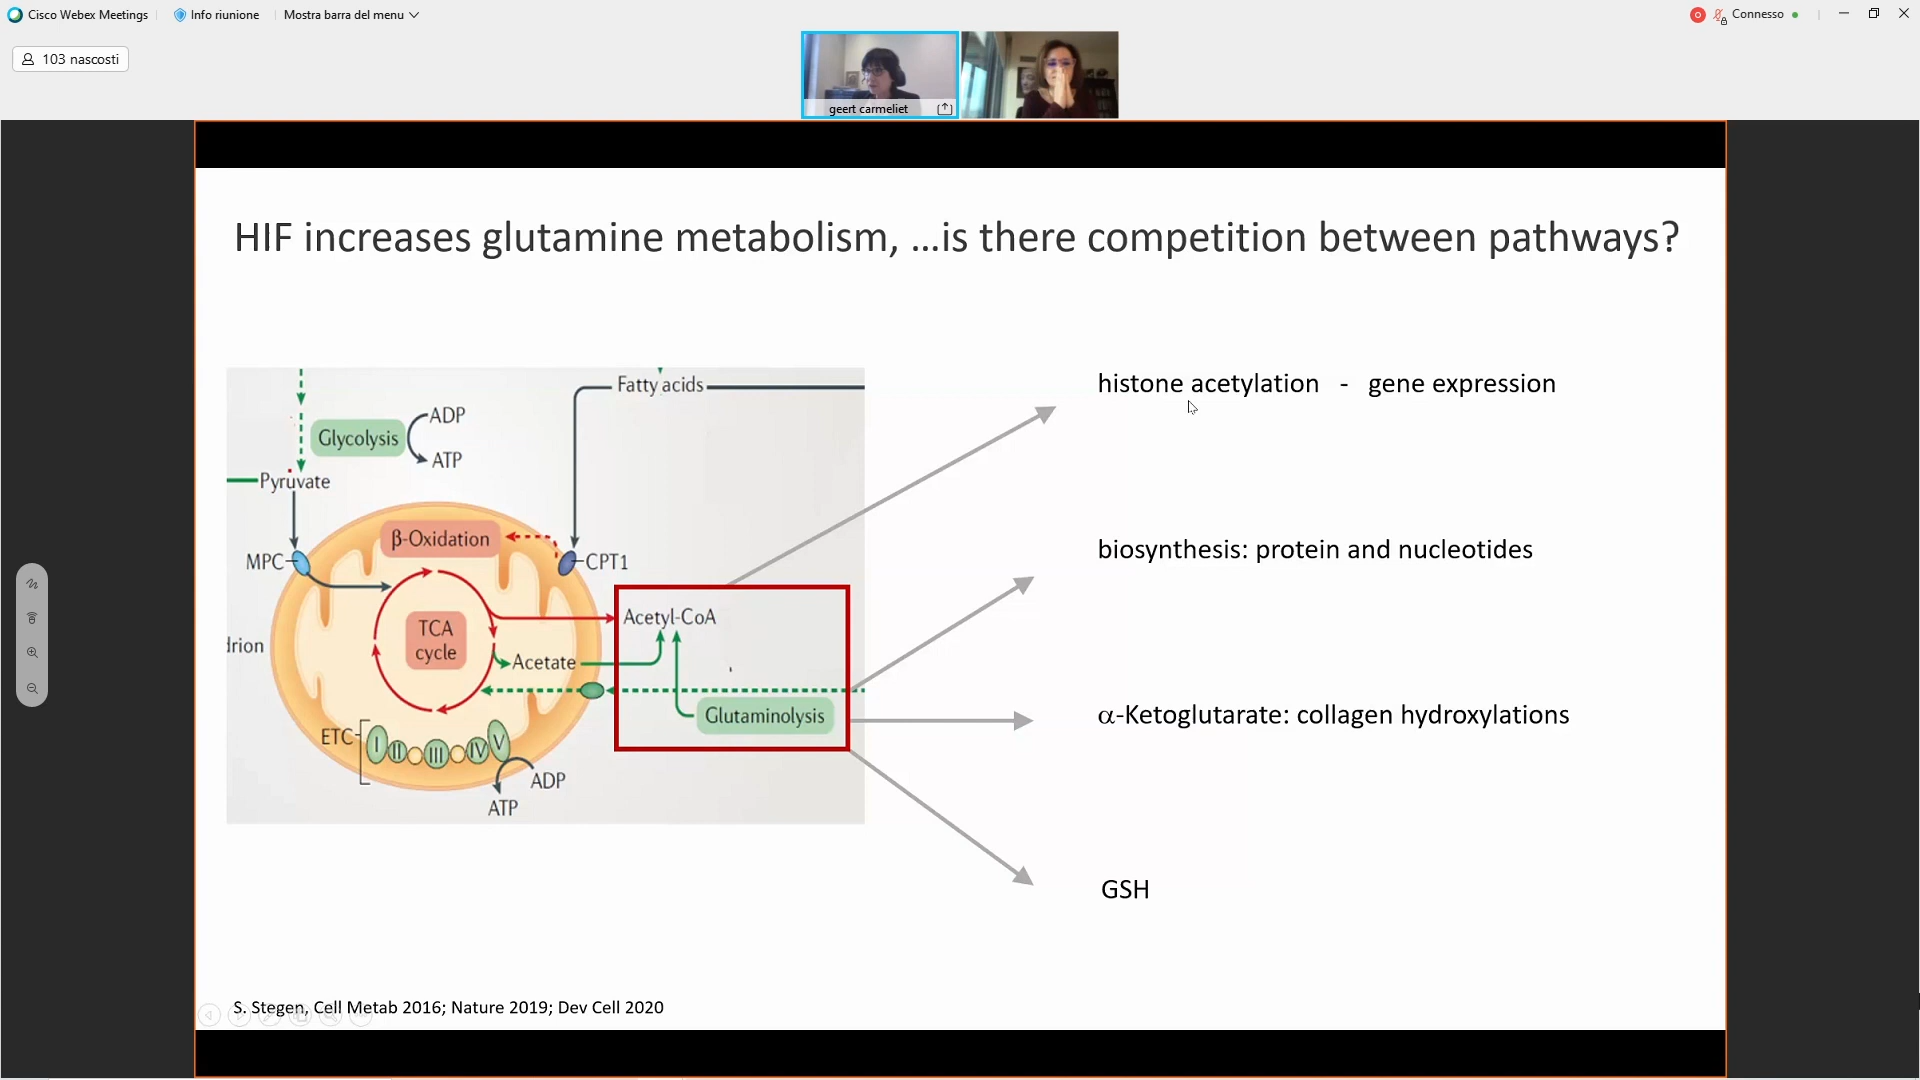 Cisco Webex Meetings
Info riunione
Mostra barra del menu
Connesso
103 nascosti
geert carmeliet
HIF increases glutamine metabolism, ...is there competition between pathways?
Fatty acids
ADP
Glycolysis
ATP
Pyruvate
β-Oxidation
MPC
CPT1
Acetyl-CoA
TCA
cycle
drion
Acetate
Glutaminolysis
ETC
I II III IV V
ADP
ATP
histone acetylation - gene expression
biosynthesis: protein and nucleotides
α-Ketoglutarate: collagen hydroxylations
GSH
S. Stegen, Cell Metab 2016; Nature 2019; Dev Cell 2020